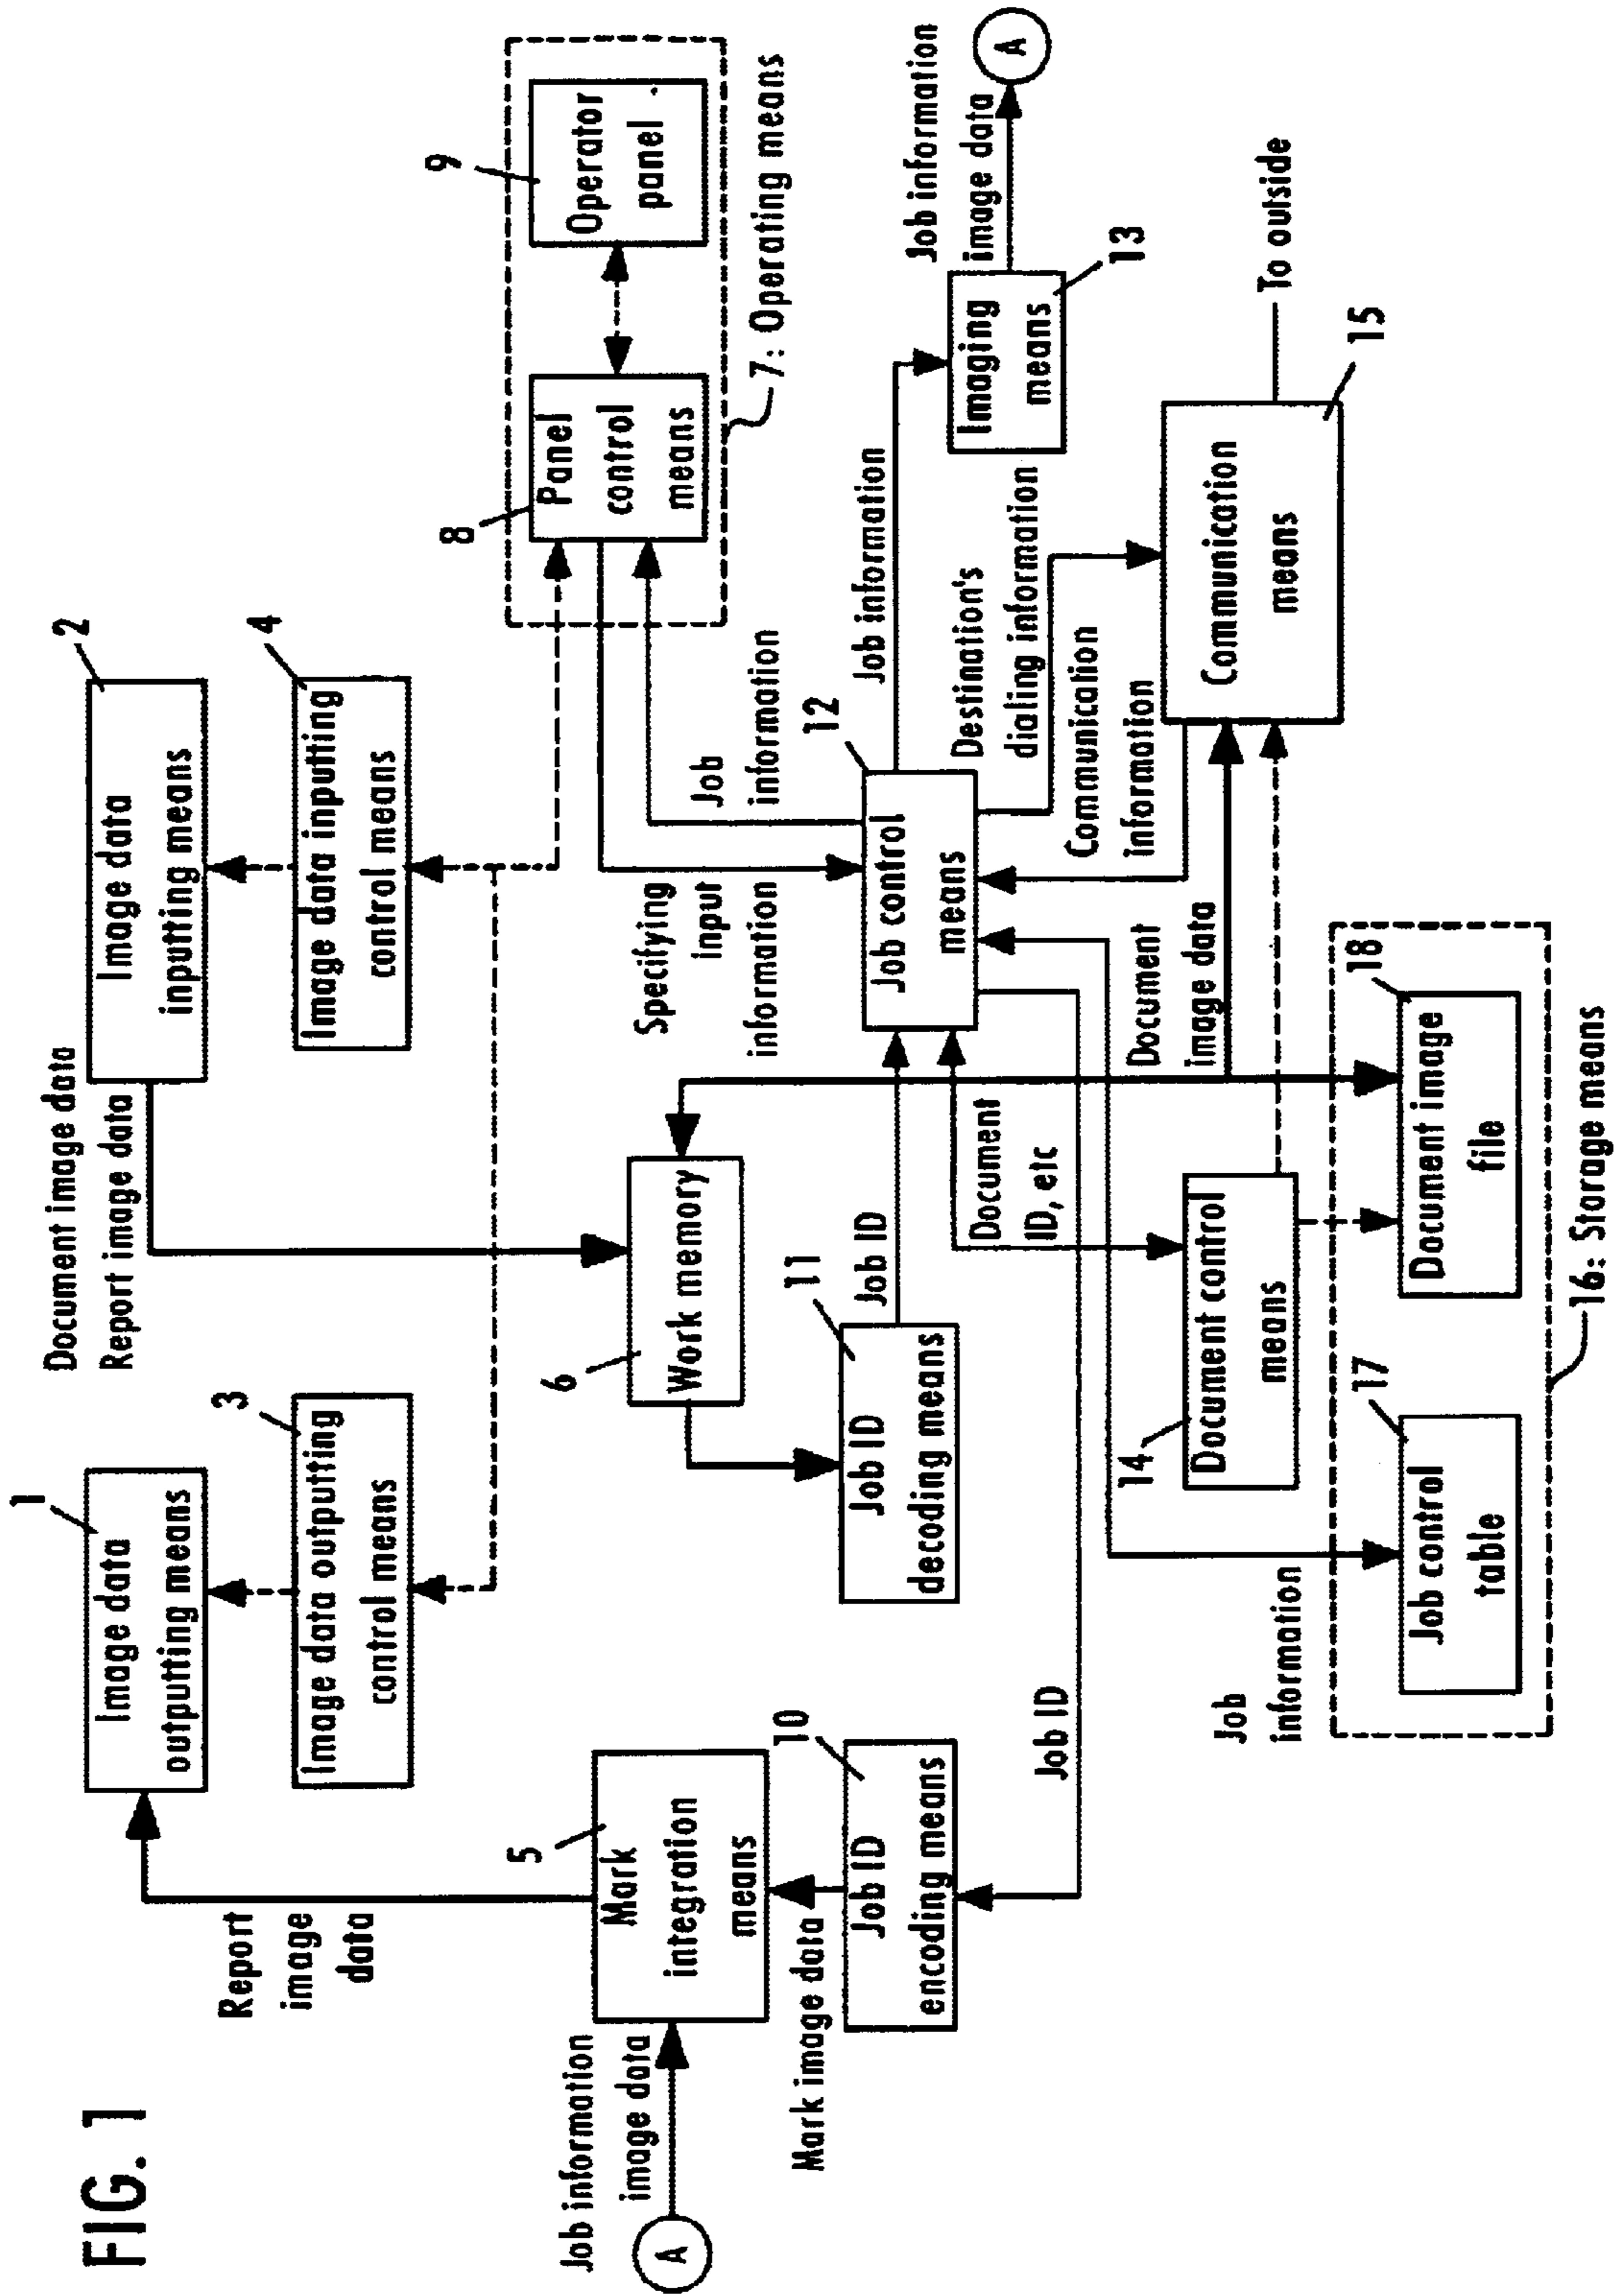 FIG. 1
1
Image data
outputting means
Document image data
Report image data
2
Image data
inputting means
3
Image data outputting
control means
4
Image data inputting
control means
Report
image
data
9
Operator
panel
8
Panel
control
means
7: Operating means
Job information
image data
A
5
Mark
integration
means
6
Work memory
Specifying
input
information
Job
information
Mark image data
10
Job ID
encoding means
11
Job ID
decoding means
Job ID
12
Job control
means
Job information
Imaging
means
13
Job information
image data
A
Job ID
Document
ID, etc
Destination's
dialing information
Communication
information
Document
image data
14
Document control
means
Communication
means
15
To outside
Job
information
17
Job control
table
18
Document image
file
16: Storage means